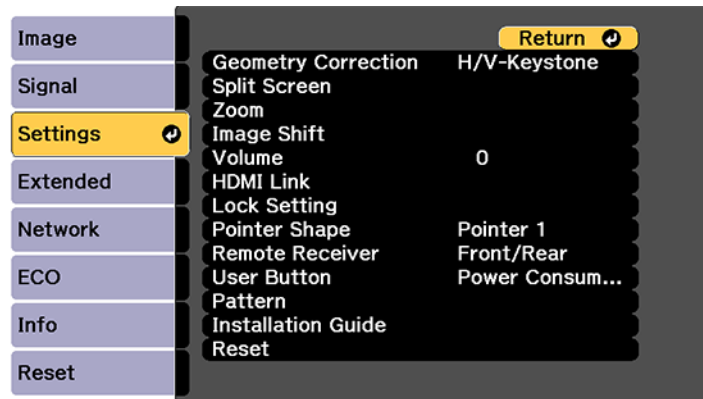 Image
Signal
Settings
Extended
Network
ECO
Info
Reset
Return
Geometry Correction H/V-Keystone
Split Screen
Zoom
Image Shift
Volume 0
HDMI Link
Lock Setting
Pointer Shape Pointer 1
Remote Receiver Front/Rear
User Button Power Consum...
Pattern
Installation Guide
Reset